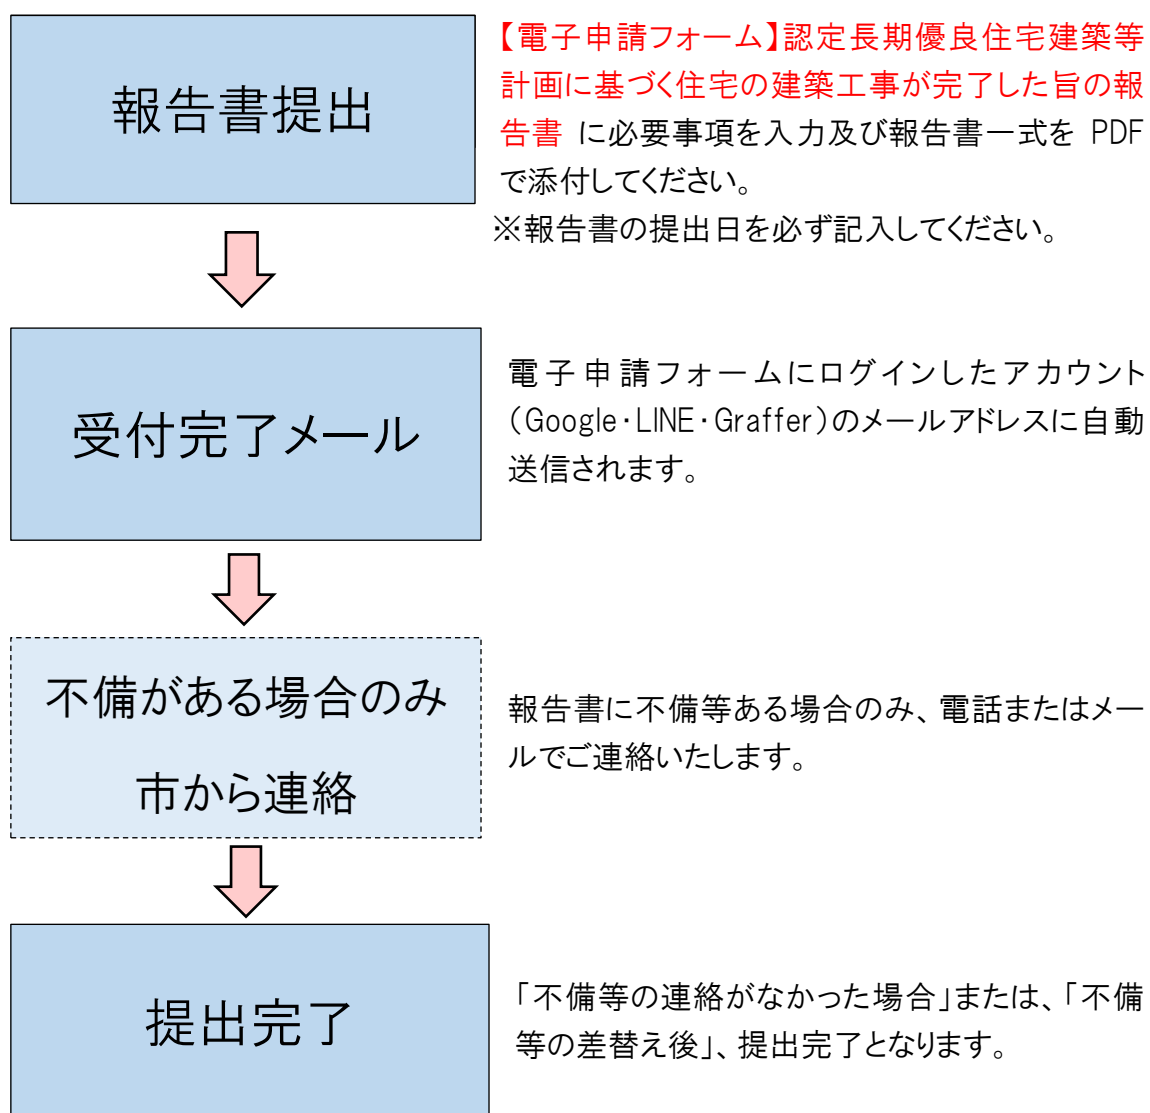 報告書提出
【電子申請フォーム】認定長期優良住宅建築等
計画に基づく住宅の建築工事が完了した旨の報
告書 に必要事項を入力及び報告書一式を PDF
で添付してください。
※報告書の提出日を必ず記入してください。
受付完了メール
電子申請フォームにログインしたアカウント
（Google・LINE・Graffer）のメールアドレスに自動
送信されます。
不備がある場合のみ
市から連絡
報告書に不備等ある場合のみ、電話またはメー
ルでご連絡いたします。
提出完了
「不備等の連絡がなかった場合」または、「不備
等の差替え後」、提出完了となります。